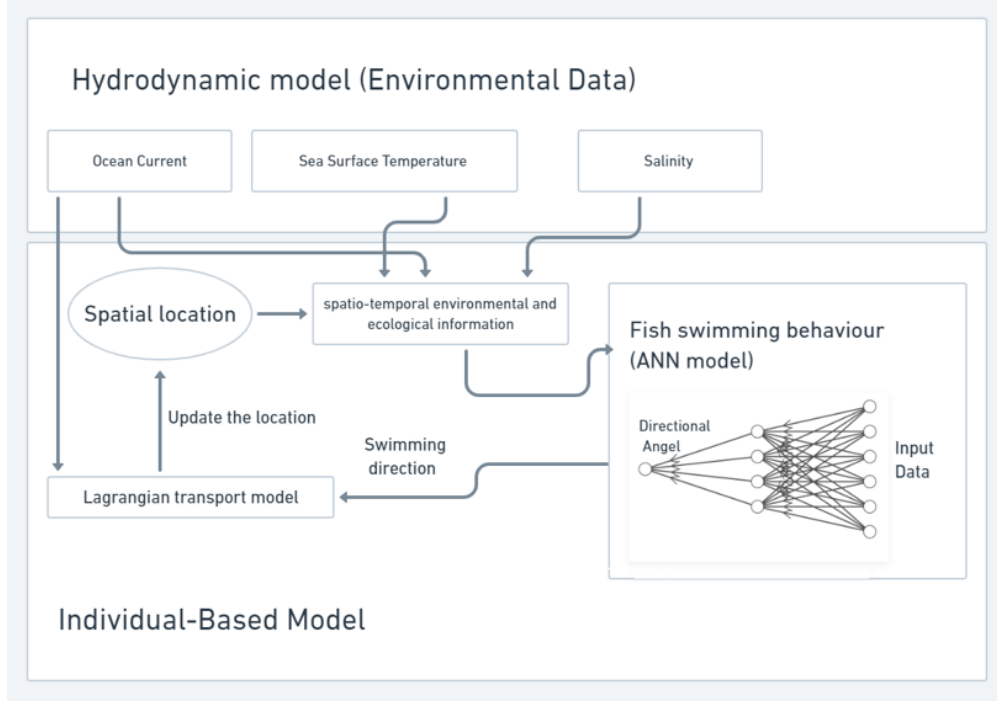 Hydrodynamic model (Environmental Data)
Ocean Current
Sea Surface Temperature
Salinity
Spatial location
spatio-temporal environmental and
ecological information
Fish swimming behaviour
(ANN model)
Update the location
Swimming
direction
Directional
Angel
Input
Data
Lagrangian transport model
Individual-Based Model